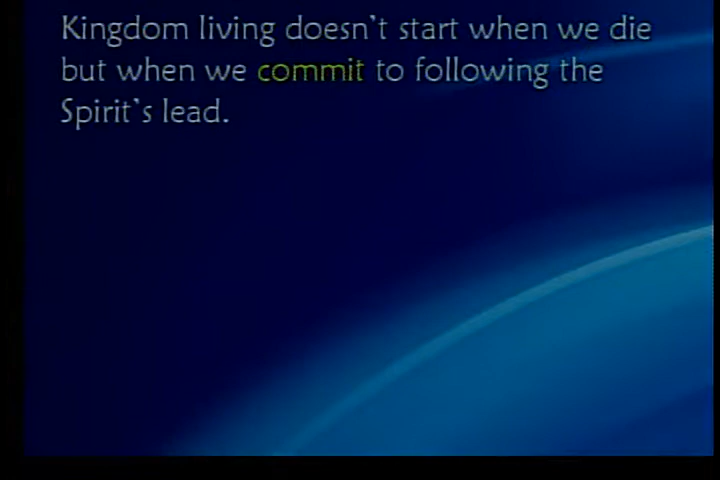 Kingdom living doesn't start when we die
but when we commit to following the
Spirit's lead.